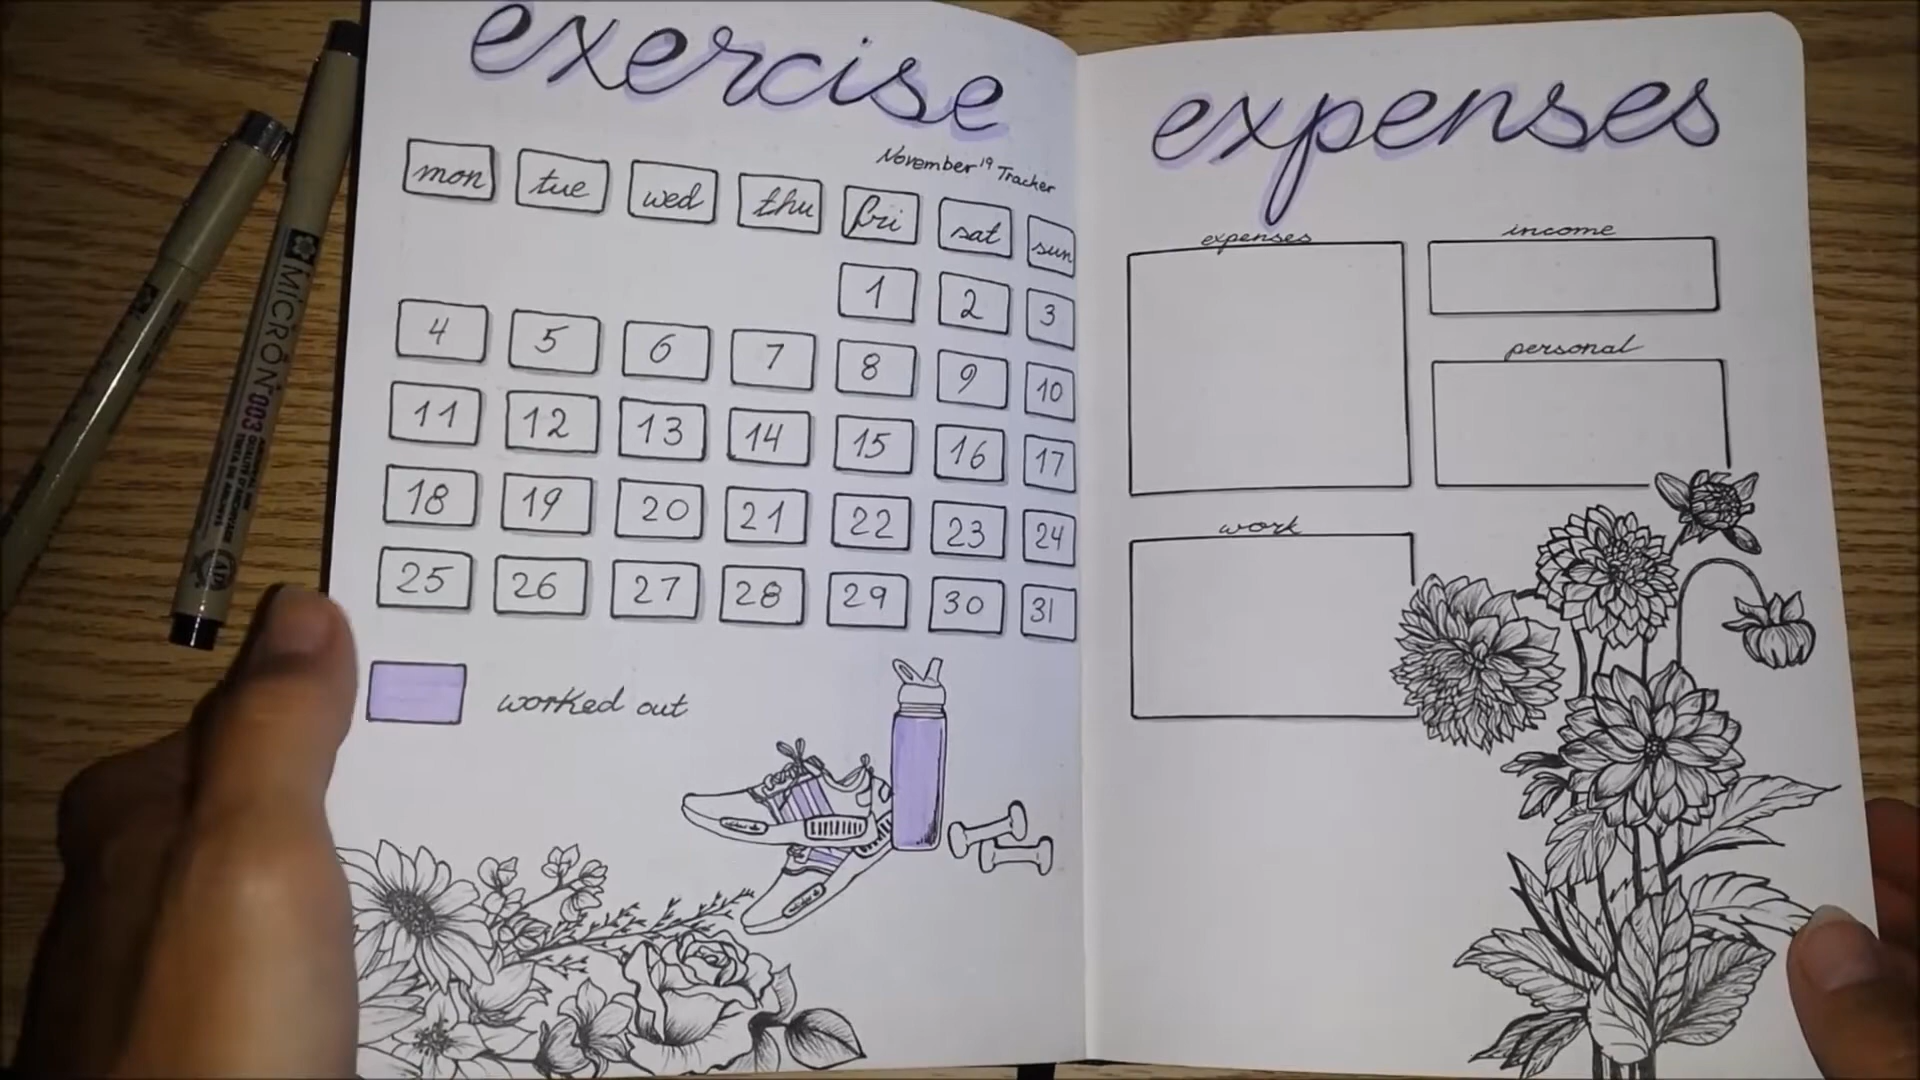 exercise
November 19 Tracker
mon tue wed thu fri sat sun
1 2 3
4 5 6 7 8 9 10
11 12 13 14 15 16 17
18 19 20 21 22 23 24
25 26 27 28 29 30 31
worked out
expenses
expenses
income
personal
work
MICRON 003
ARCHIVAL INK